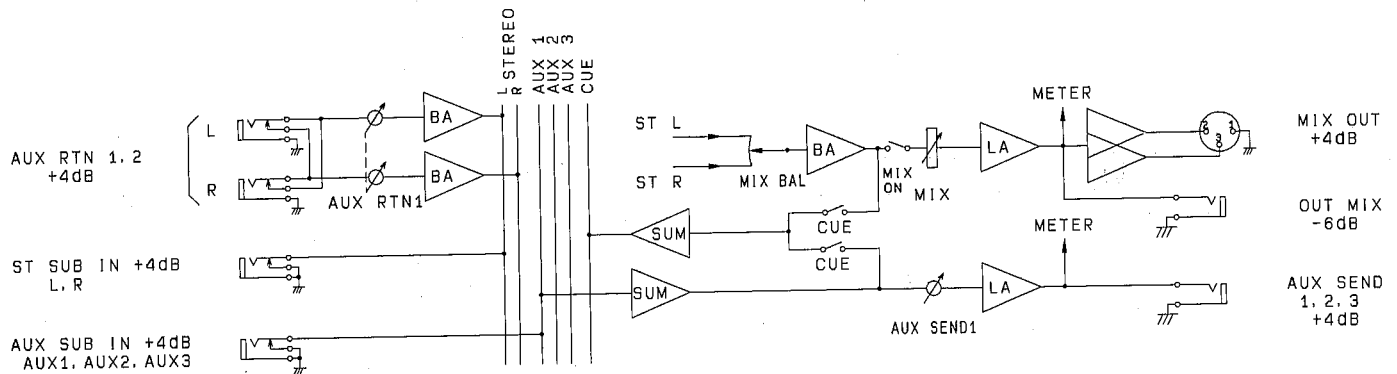 L STEREO
R
AUX 1
AUX 2
AUX 3
CUE
AUX RTN 1, 2
+4dB
L
R
BA
BA
AUX RTN1
ST SUB IN +4dB
L, R
AUX SUB IN +4dB
AUX1, AUX2, AUX3
ST L
ST R
MIX BAL
BA
MIX ON
MIX
LA
METER
2
1
3
MIX OUT
+4dB
OUT MIX
-6dB
SUM
CUE
CUE
SUM
AUX SEND1
LA
METER
AUX SEND
1, 2, 3
+4dB